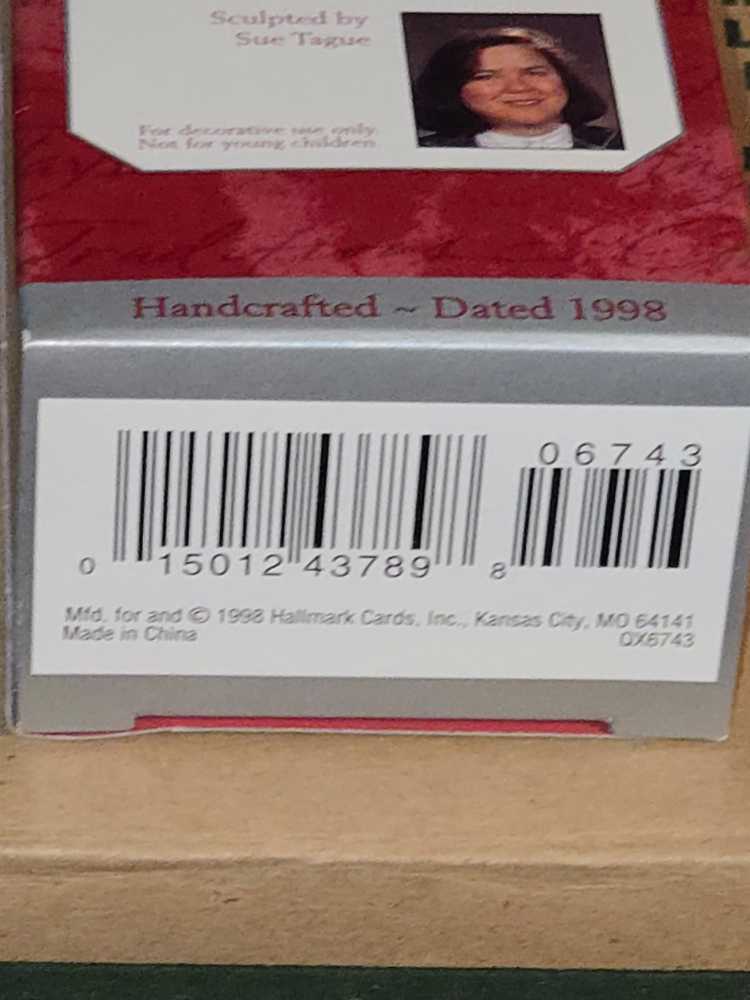 Sculpted by
Sue Tague
For decorative use only.
Not for young children.
Handcrafted ~ Dated 1998
06743
0 15012 43789 8
Mfd. for and © 1998 Hallmark Cards, Inc., Kansas City, MO 64141
Made in China
QX6743